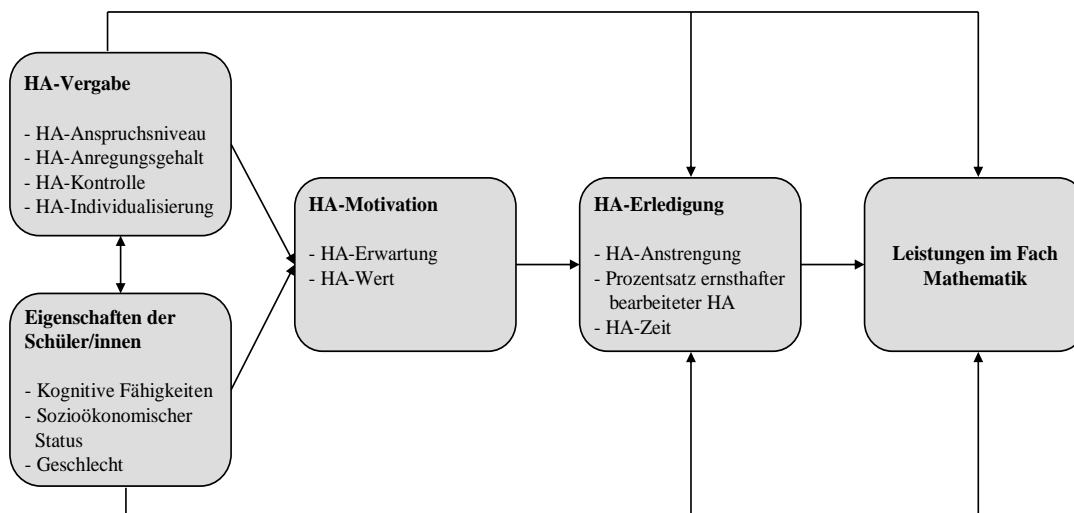 HA-Vergabe
- HA-Anspruchsniveau
- HA-Anregungsgehalt
- HA-Kontrolle
- HA-Individualisierung
Eigenschaften der
Schüler/innen
- Kognitive Fähigkeiten
- Sozioökonomischer
Status
- Geschlecht
HA-Motivation
- HA-Erwartung
- HA-Wert
HA-Erledigung
- HA-Anstrengung
- Prozentsatz ernsthafter
bearbeiteter HA
- HA-Zeit
Leistungen im Fach
Mathematik